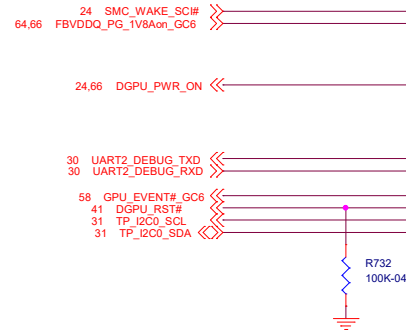 24 SMC_WAKE_SCI#
64,66 FBVDDQ_PG_1V8Aon_GC6
24,66 DGPU_PWR_ON
30 UART2_DEBUG_TXD
30 UART2_DEBUG_RXD
58 GPU_EVENT#_GC6
41 DGPU_RST#
31 TP_I2C0_SCL
31 TP_I2C0_SDA
R732
100K-04